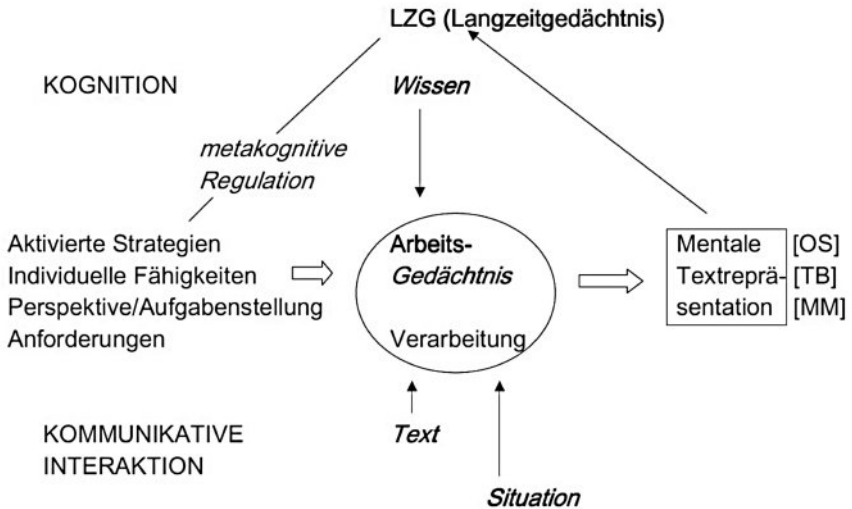 LZG (Langzeitgedächtnis)
KOGNITION
Wissen
metakognitive
Regulation
Aktivierte Strategien
Individuelle Fähigkeiten
Perspektive/Aufgabenstellung
Anforderungen
Arbeits-
Gedächtnis
Verarbeitung
Mentale [OS]
Textreprä- [TB]
sentation [MM]
KOMMUNIKATIVE
INTERAKTION
Text
Situation